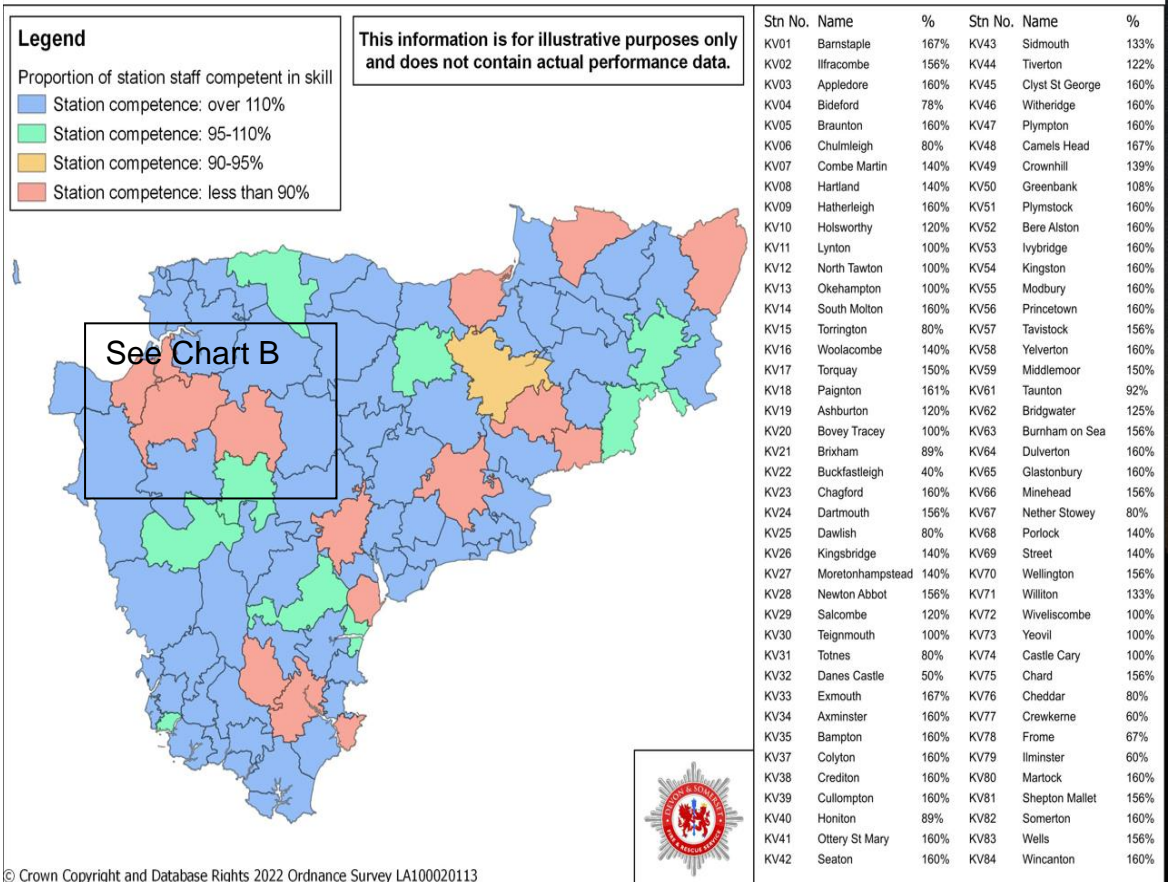 Legend
Proportion of station staff competent in skill
Station competence: over 110%
Station competence: 95-110%
Station competence: 90-95%
Station competence: less than 90%
This information is for illustrative purposes only
and does not contain actual performance data.
See Chart B
Stn No. Name % Stn No. Name %
KV01 Barnstaple 167% KV43 Sidmouth 133%
KV02 Ilfracombe 156% KV44 Tiverton 122%
KV03 Appledore 160% KV45 Clyst St George 160%
KV04 Bideford 78% KV46 Witheridge 160%
KV05 Braunton 160% KV47 Plympton 160%
KV06 Chulmleigh 80% KV48 Camels Head 167%
KV07 Combe Martin 140% KV49 Crownhill 139%
KV08 Hartland 140% KV50 Greenbank 108%
KV09 Hatherleigh 160% KV51 Plymstock 160%
KV10 Holsworthy 120% KV52 Bere Alston 160%
KV11 Lynton 100% KV53 Ivybridge 160%
KV12 North Tawton 100% KV54 Kingston 160%
KV13 Okehampton 100% KV55 Modbury 160%
KV14 South Molton 160% KV56 Princetown 160%
KV15 Torrington 80% KV57 Tavistock 156%
KV16 Woolacombe 140% KV58 Yelverton 160%
KV17 Torquay 150% KV59 Middlemoor 150%
KV18 Paignton 161% KV61 Taunton 92%
KV19 Ashburton 120% KV62 Bridgwater 125%
KV20 Bovey Tracey 100% KV63 Burnham on Sea 156%
KV21 Brixham 89% KV64 Dulverton 160%
KV22 Buckfastleigh 40% KV65 Glastonbury 160%
KV23 Chagford 160% KV66 Minehead 156%
KV24 Dartmouth 156% KV67 Nether Stowey 80%
KV25 Dawlish 80% KV68 Porlock 140%
KV26 Kingsbridge 140% KV69 Street 140%
KV27 Moretonhampstead 140% KV70 Wellington 156%
KV28 Newton Abbot 156% KV71 Williton 133%
KV29 Salcombe 120% KV72 Wiveliscombe 100%
KV30 Teignmouth 100% KV73 Yeovil 100%
KV31 Totnes 80% KV74 Castle Cary 100%
KV32 Danes Castle 50% KV75 Chard 156%
KV33 Exmouth 167% KV76 Cheddar 80%
KV34 Axminster 160% KV77 Crewkerne 60%
KV35 Bampton 160% KV78 Frome 67%
KV37 Colyton 160% KV79 Ilminster 60%
KV38 Crediton 160% KV80 Martock 160%
KV39 Cullompton 160% KV81 Shepton Mallet 156%
KV40 Honiton 89% KV82 Somerton 160%
KV41 Ottery St Mary 160% KV83 Wells 156%
KV42 Seaton 160% KV84 Wincanton 160%
DEVON & SOMERSET
FIRE & RESCUE SERVICE
© Crown Copyright and Database Rights 2022 Ordnance Survey LA100020113